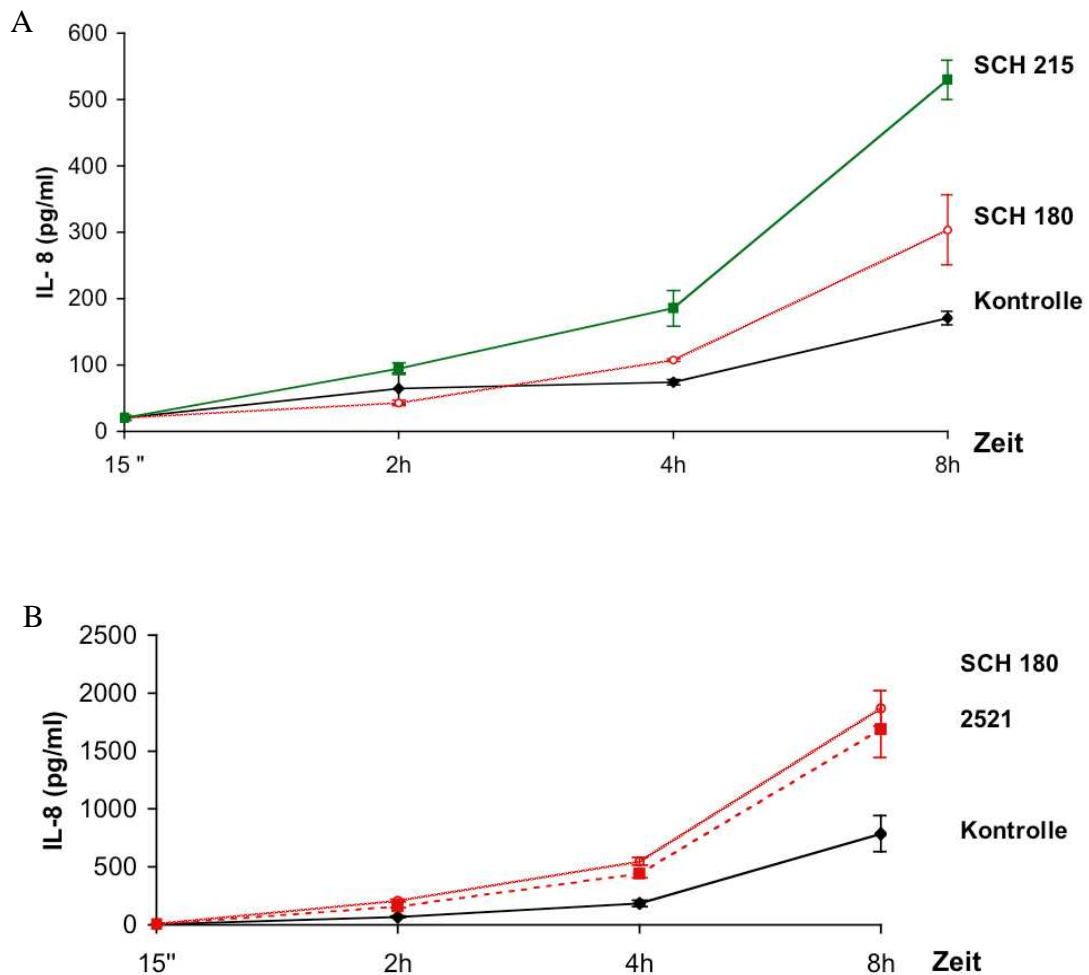 A
600
500
400
300
200
100
0
IL- 8 (pg/ml)
15 "
2h
4h
8h
Zeit
SCH 215
SCH 180
Kontrolle
B
2500
2000
1500
1000
500
0
IL-8 (pg/ml)
15"
2h
4h
8h
Zeit
SCH 180
2521
Kontrolle